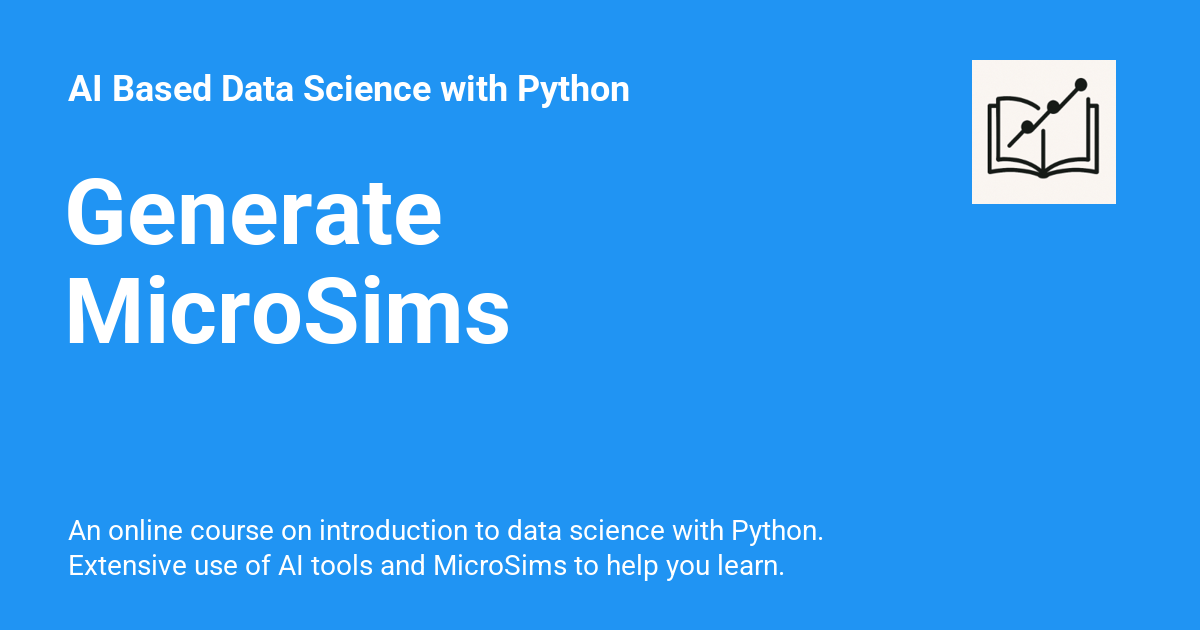 AI Based Data Science with Python
Generate
MicroSims
An online course on introduction to data science with Python.
Extensive use of AI tools and MicroSims to help you learn.